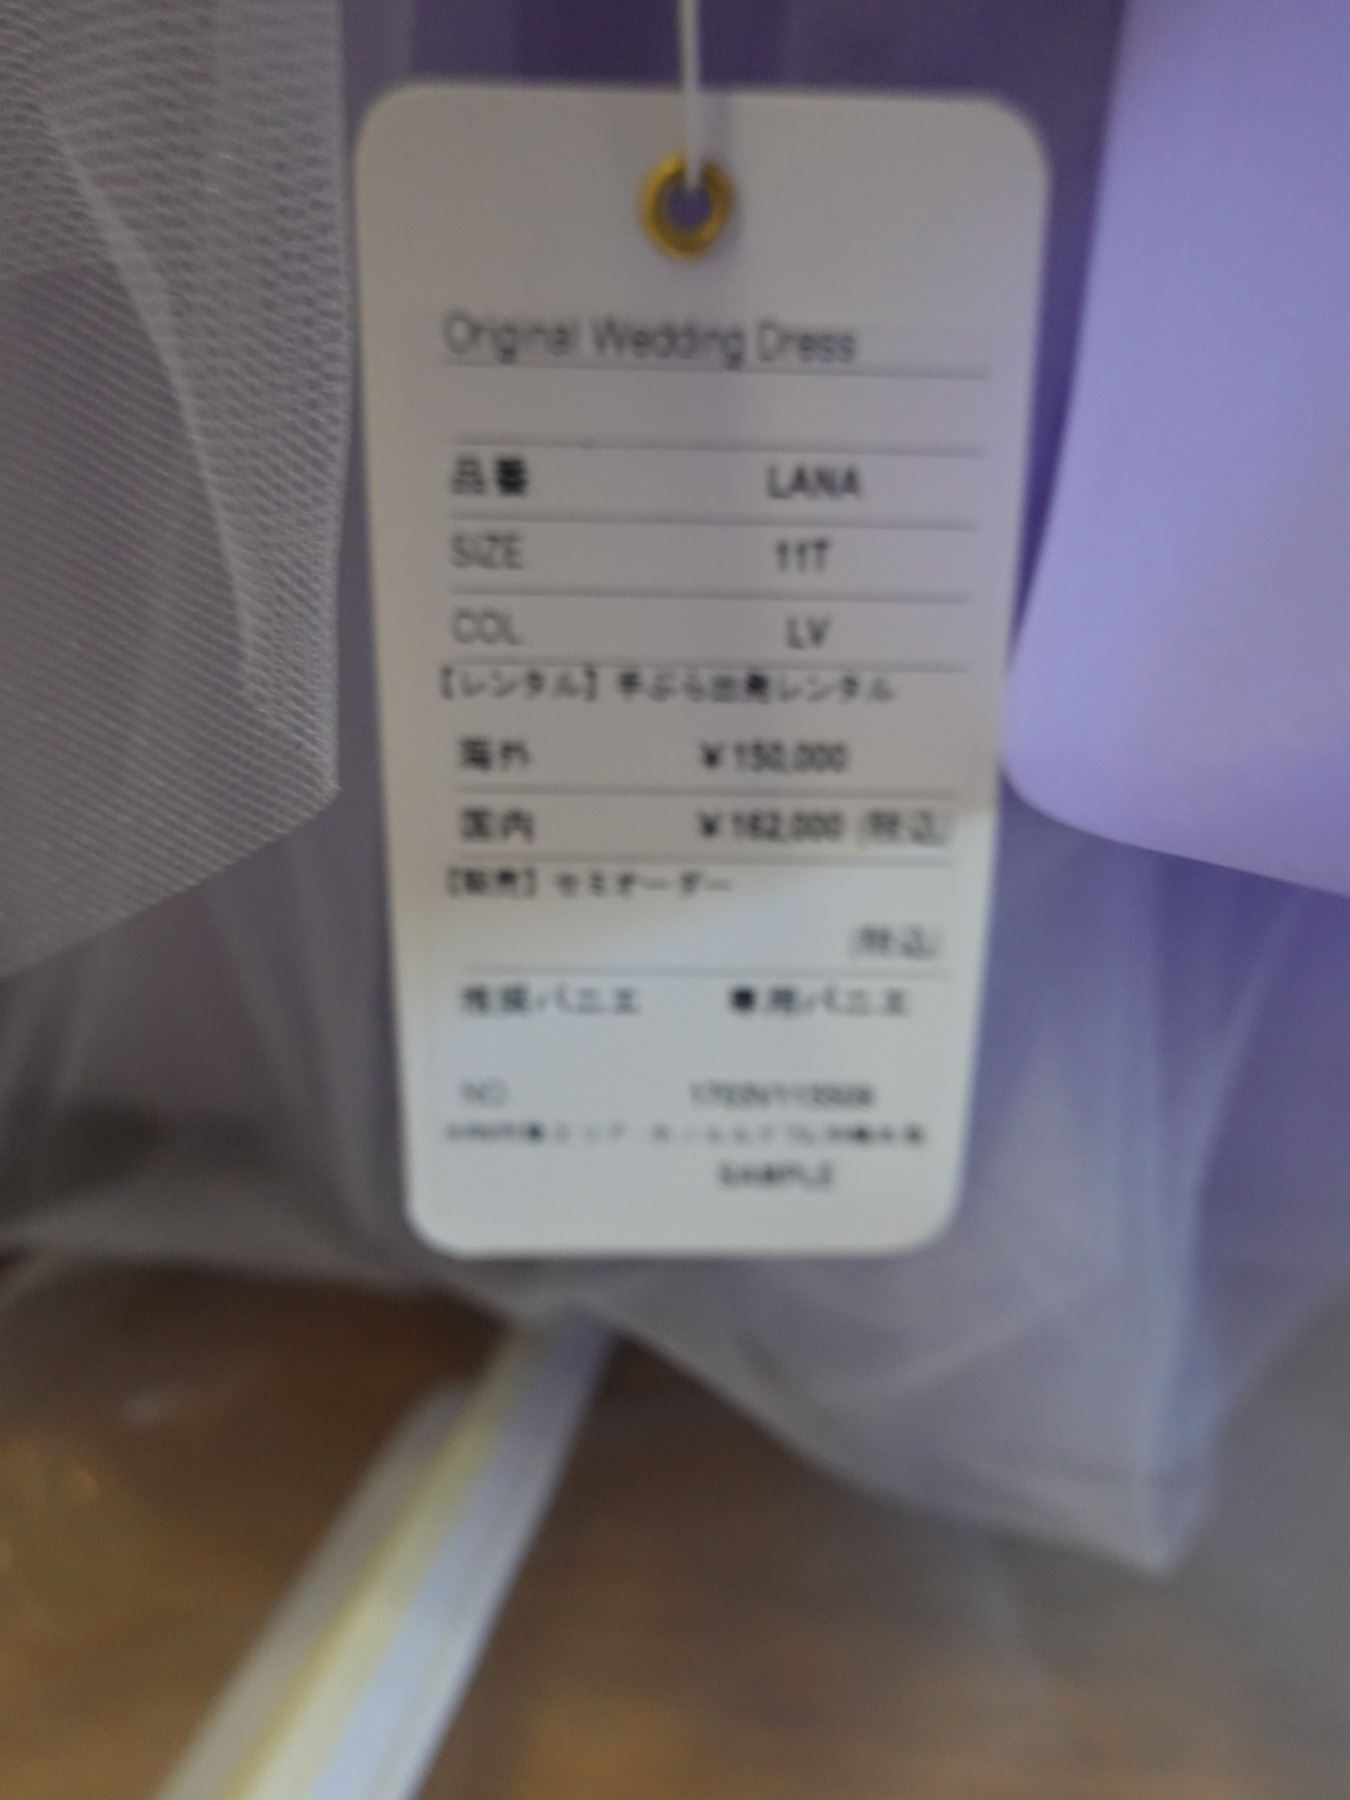 Original Wedding Dress
品番 LANA
SIZE 11T
COL LV
【レンタル】手ぶら出発レンタル
海外 ¥150,000
国内 ¥162,000 (税込)
【販売】セミオーダー
(税込)
推奨パニエ 専用パニエ
NO
SAMPLE